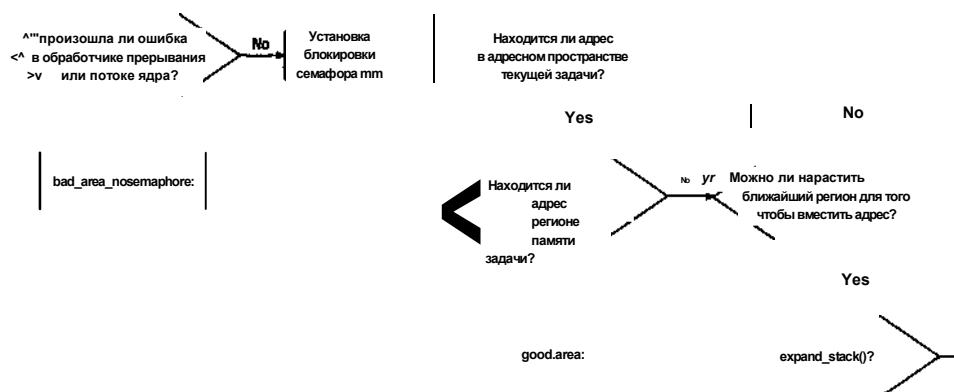 ^"'произошла ли ошибка
<^ в обработчике прерывания
>v или потоке ядра?
No
Установка
блокировки
семафора mm
Находится ли адрес
в адресном пространстве
текущей задачи?
Yes
No
bad_area_nosemaphore:
Находится ли
адрес
регионе
памяти
задачи?
No
yr
Можно ли нарастить
ближайший регион для того
чтобы вместить адрес?
Yes
good.area:
expand_stack()?